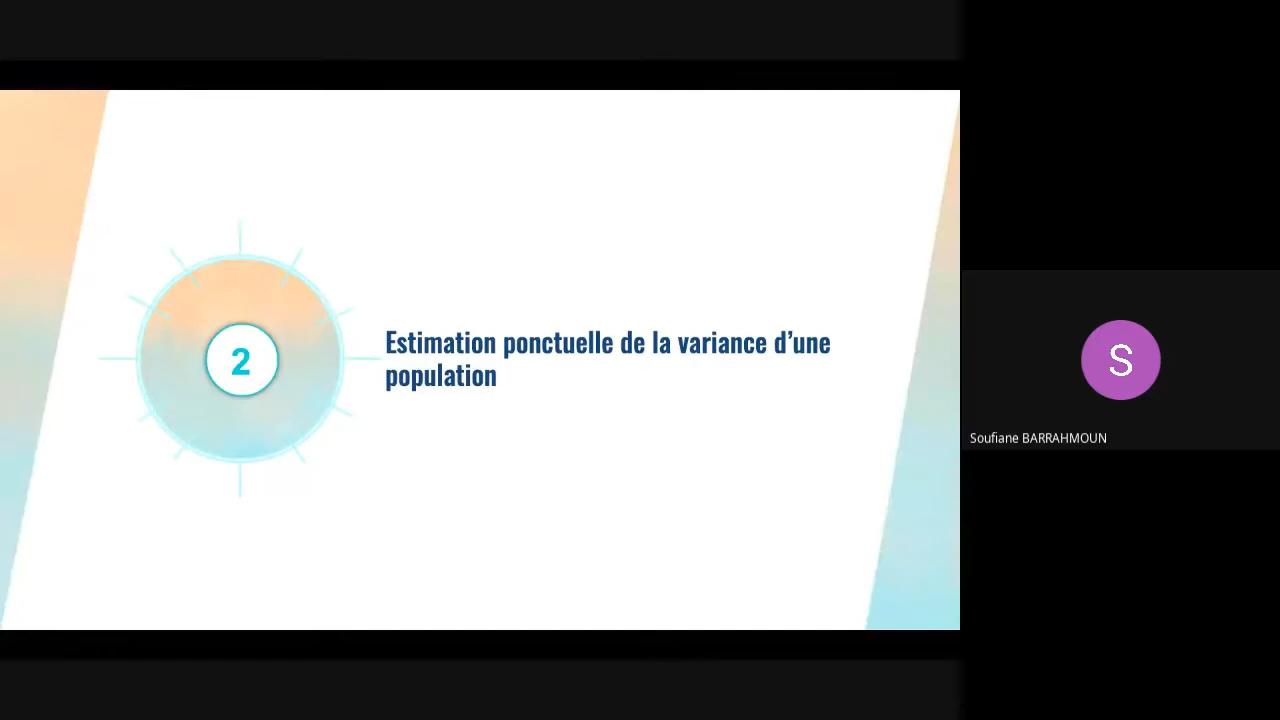 2
Estimation ponctuelle de la variance d’une
population
S
Soufiane BARRAHMOUN